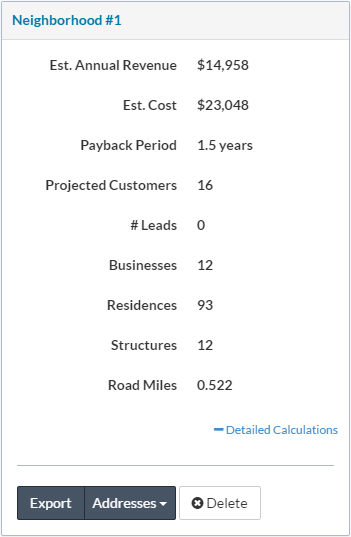 Neighborhood #1
Est. Annual Revenue $14,958
Est. Cost $23,048
Payback Period 1.5 years
Projected Customers 16
# Leads 0
Businesses 12
Residences 93
Structures 12
Road Miles 0.522
Detailed Calculations
Export Addresses Delete